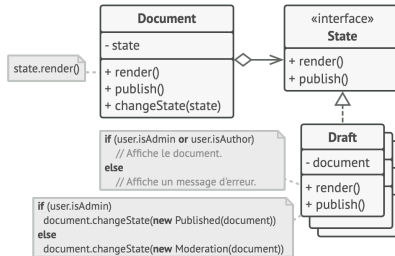 Document
- state
+ render()
+ publish()
+ changeState(state)
«interface»
State
+ render()
+ publish()
state.render()
Draft
- document
+ render()
+ publish()
if (user.isAdmin or user.isAuthor)
// Affiche le document.
else
// Affiche un message d'erreur.
if (user.isAdmin)
document.changeState(new Published(document))
else
document.changeState(new Moderation(document))